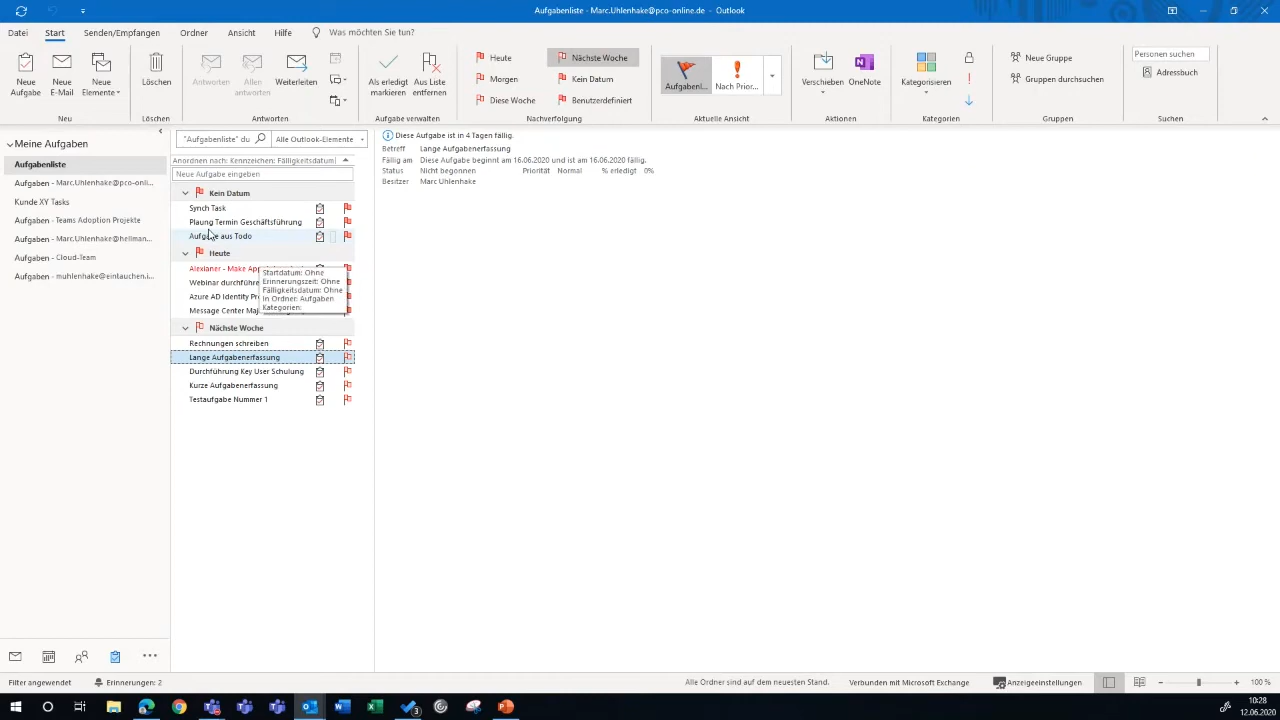 Aufgabenliste - Marc.Uhlenhake@pco-online.de - Outlook
Datei Start Senden/Empfangen Ordner Ansicht Hilfe Was möchten Sie tun?
Neue Aufgabe
Neue E-Mail
Neue Elemente
Neu
Löschen
Löschen
Antworten
Allen antworten
Weiterleiten
Antworten
Als erledigt markieren
Aus Liste entfernen
Aufgabe verwalten
Heute
Morgen
Diese Woche
Nächste Woche
Kein Datum
Benutzerdefiniert
Nachverfolgung
Aufgabenl...
Nach Prior...
Aktuelle Ansicht
Verschieben
OneNote
Aktionen
Kategorisieren
Kategorien
Neue Gruppe
Gruppen durchsuchen
Gruppen
Personen suchen
Adressbuch
Suchen
Meine Aufgaben
Aufgabenliste
Aufgaben - Marc.Uhlenhake@pco-onli...
Kunde XY Tasks
Aufgaben - Teams Adoption Projekte
Aufgaben - Marc.Uhlenhake@hellman...
Aufgaben - Cloud-Team
Aufgaben - muhlenhake@eintauchen.i...
"Aufgabenliste" du
Alle Outlook-Elemente
Anordnen nach: Kennzeichen: Fälligkeitsdatum
Neue Aufgabe eingeben
Kein Datum
Synch Task
Plaung Termin Geschäftsführung
Aufgabe aus Todo
Heute
Alexianer - Make App
Webinar durchführe
Azure AD Identity Pr
Message Center Maj
Startdatum: Ohne
Erinnerungszeit: Ohne
Fälligkeitsdatum: Ohne
In Ordner: Aufgaben
Kategorien:
Nächste Woche
Rechnungen schreiben
Lange Aufgabenerfassung
Durchführung Key User Schulung
Kurze Aufgabenerfassung
Testaufgabe Nummer 1
Diese Aufgabe ist in 4 Tagen fällig.
Betreff Lange Aufgabenerfassung
Fällig am Diese Aufgabe beginnt am 16.06.2020 und ist am 16.06.2020 fällig.
Status Nicht begonnen Priorität Normal % erledigt 0%
Besitzer Marc Uhlenhake
Filter angewendet Erinnerungen: 2 Alle Ordner sind auf dem neuesten Stand. Verbunden mit Microsoft Exchange Anzeigeeinstellungen 100 %
3
10:28
12.06.2020